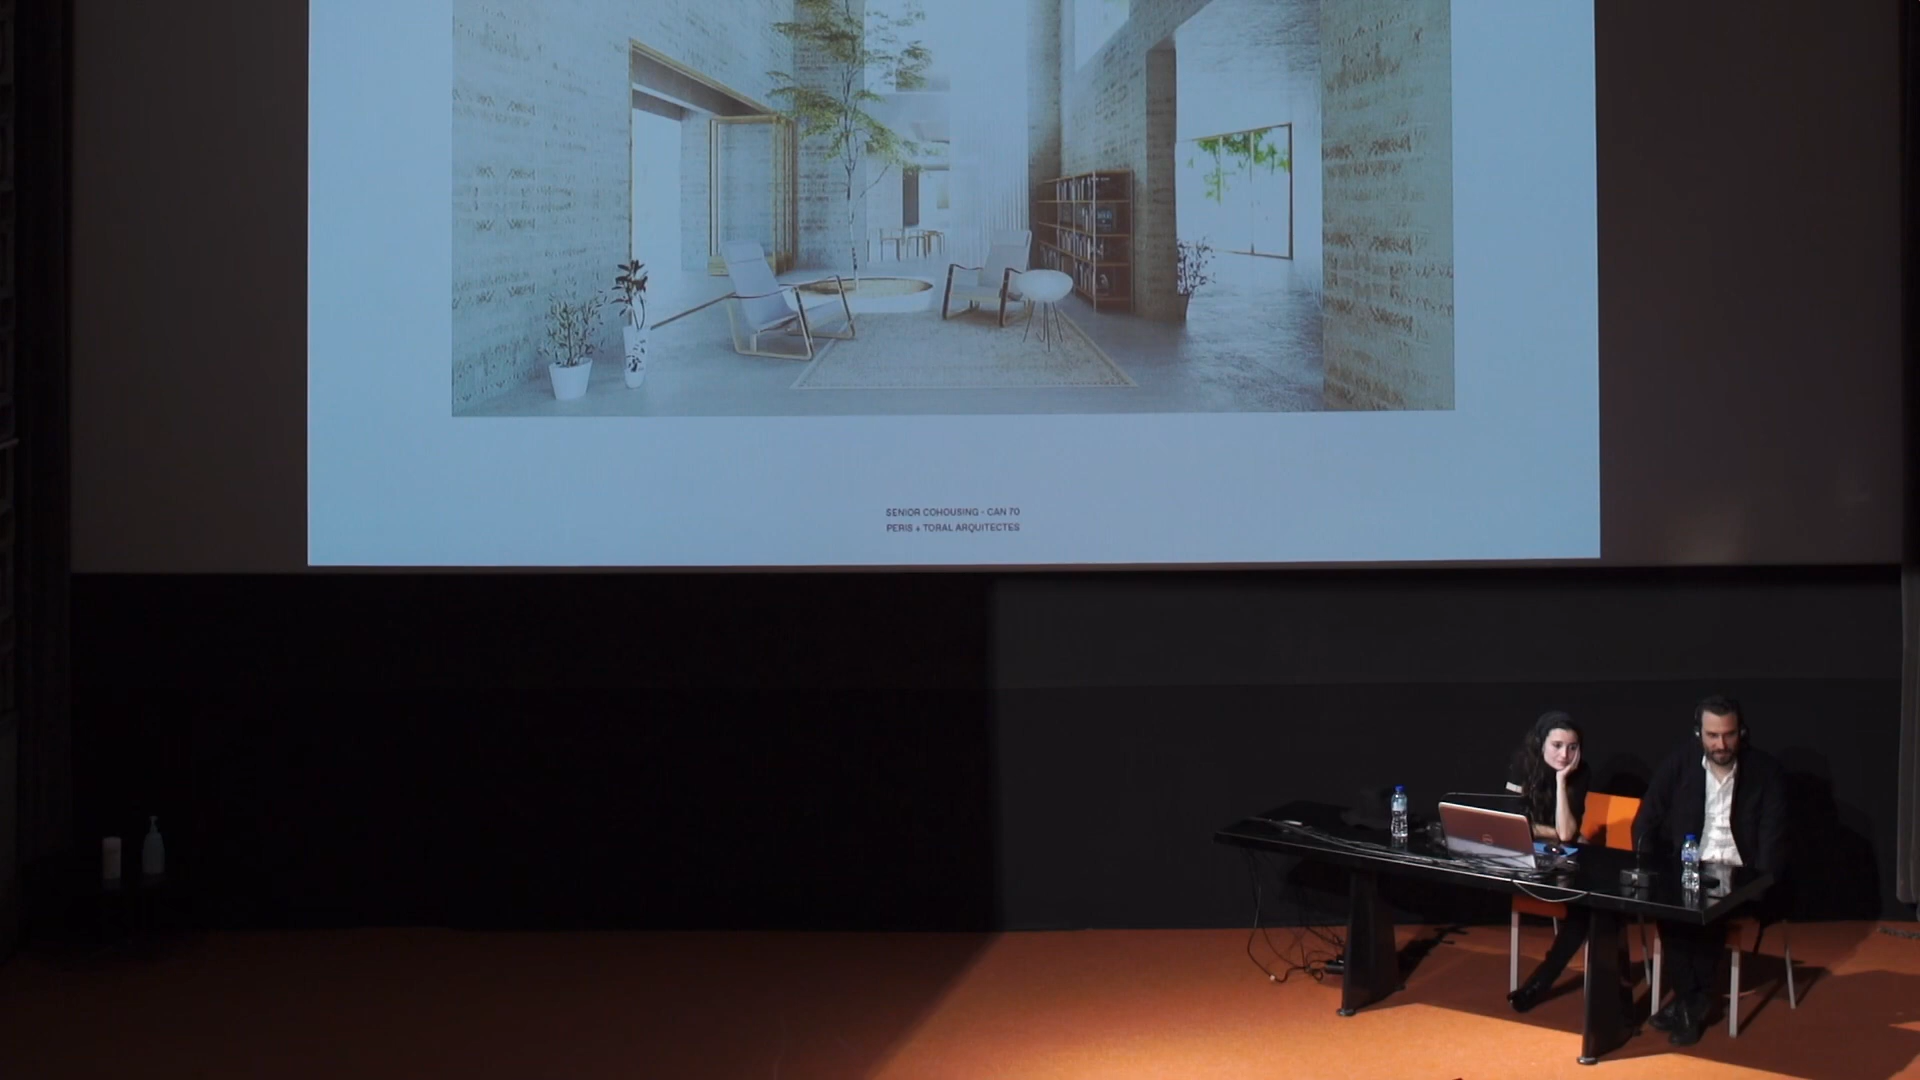 SENIOR COHOUSING - CAN 70
PERIS + TORAL ARQUITECTES